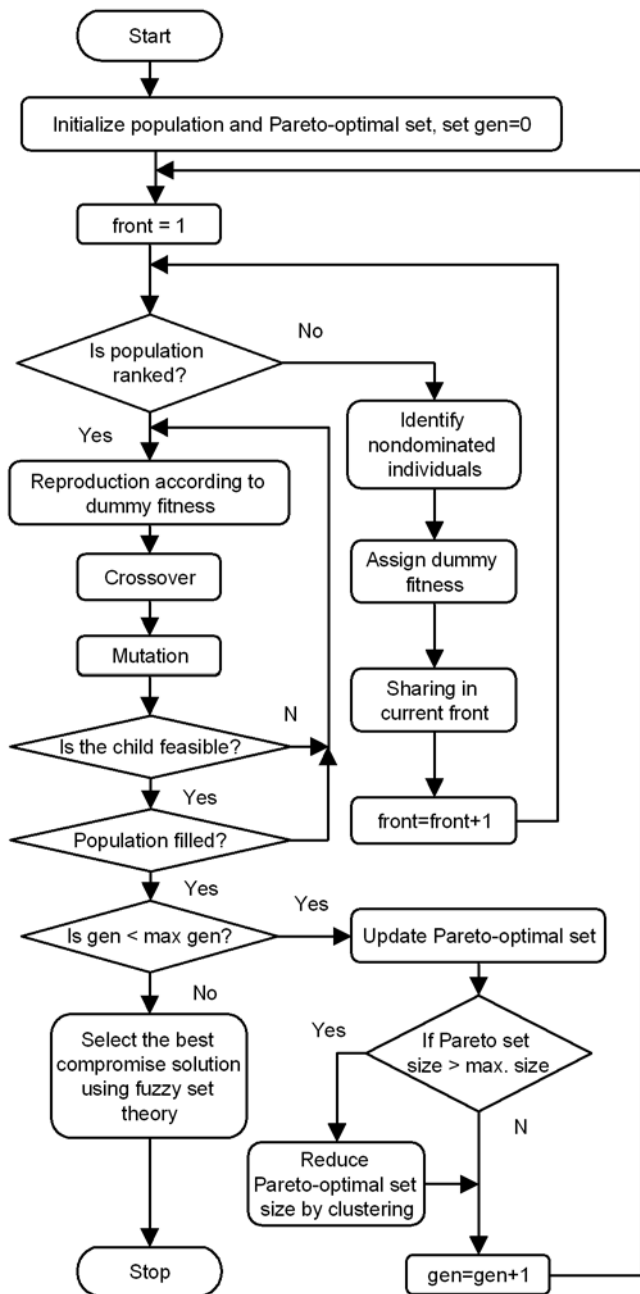 Start
Initialize population and Pareto-optimal set, set gen=0
front = 1
Is population
ranked?
No
Yes
Identify
nondominated
individuals
Reproduction according to
dummy fitness
Assign dummy
fitness
Crossover
Mutation
Sharing in
current front
N
Is the child feasible?
Yes
front=front+1
Population filled?
Yes
Is gen < max gen?
Yes
Update Pareto-optimal set
No
Select the best
compromise solution
using fuzzy set
theory
Yes
If Pareto set
size > max. size
N
Reduce
Pareto-optimal set
size by clustering
Stop
gen=gen+1